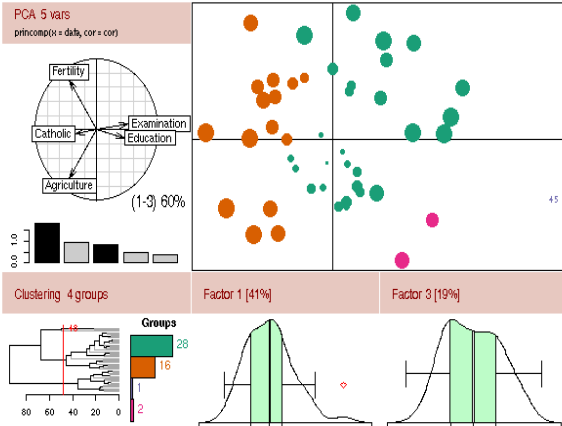 PCA 5 vars
princomp(x = data, cor = cor)
Fertility
Catholic
Examination
Education
Agriculture
(1-3) 60%
0.0 1.0
45
Clustering 4 groups
Factor 1 [41%]
Factor 3 [19%]
48
Groups
28
16
1
2
80 60 40 20 0